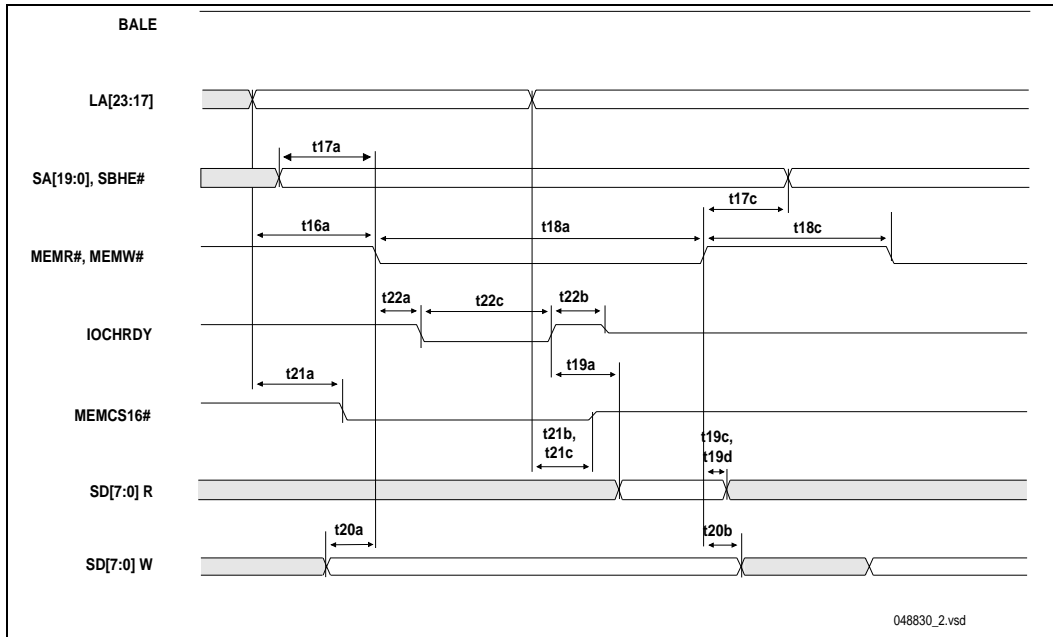 BALE
LA[23:17]
t17a
SA[19:0], SBHE#
t17c
t16a
t18a
t18c
MEMR#, MEMW#
t22a
t22c
t22b
IOCHRDY
t19a
t21a
MEMCS16#
t21b,
t21c
t19c,
t19d
SD[7:0] R
t20a
t20b
SD[7:0] W
048830_2.vsd